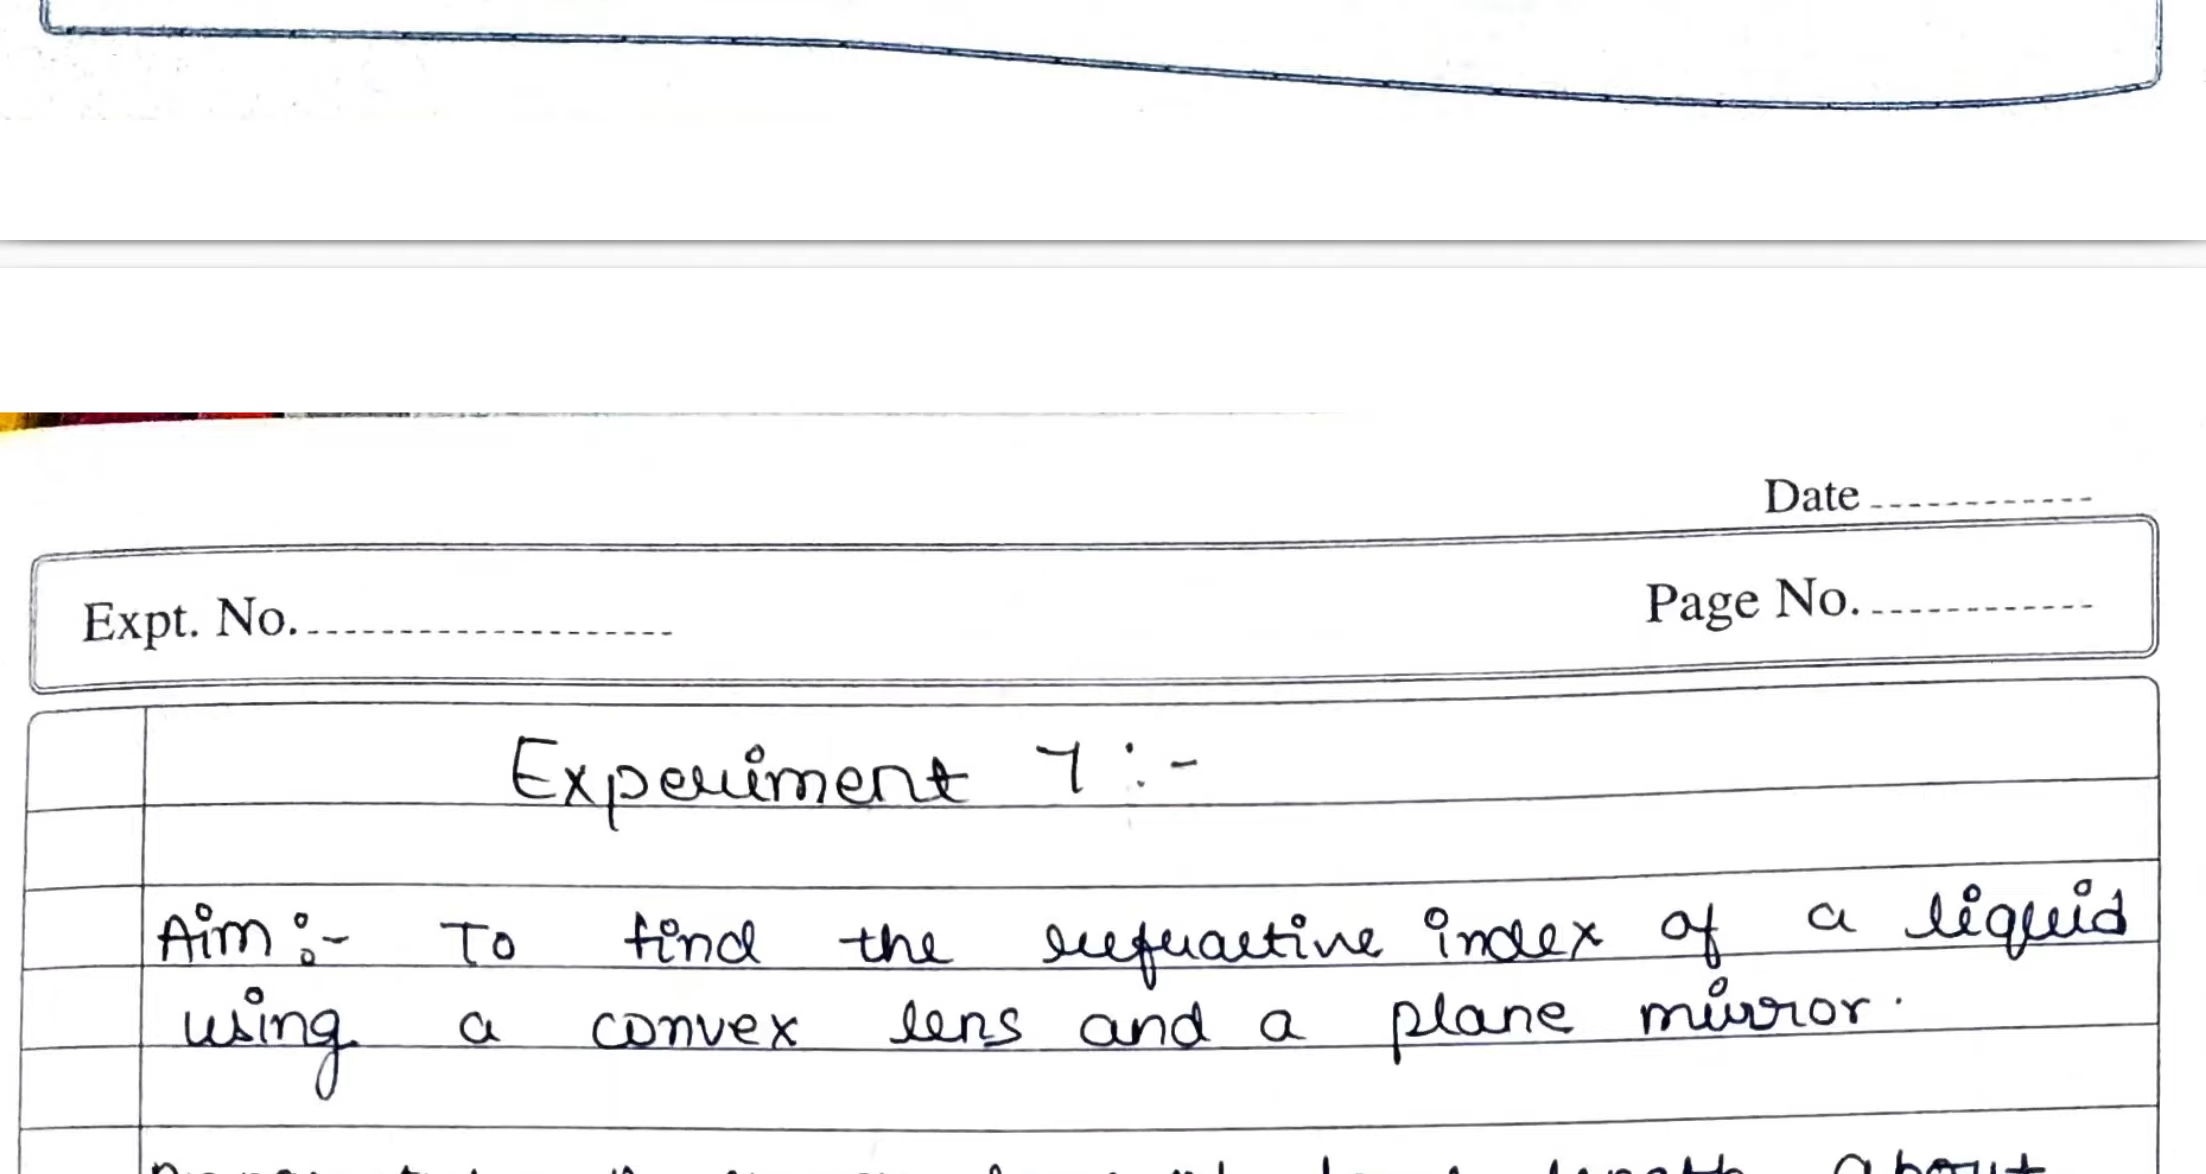 Date
Expt. No.
Page No.
Experiment 7 :-
Aim :- To find the refractive index of a liquid
using a convex lens and a plane mirror.